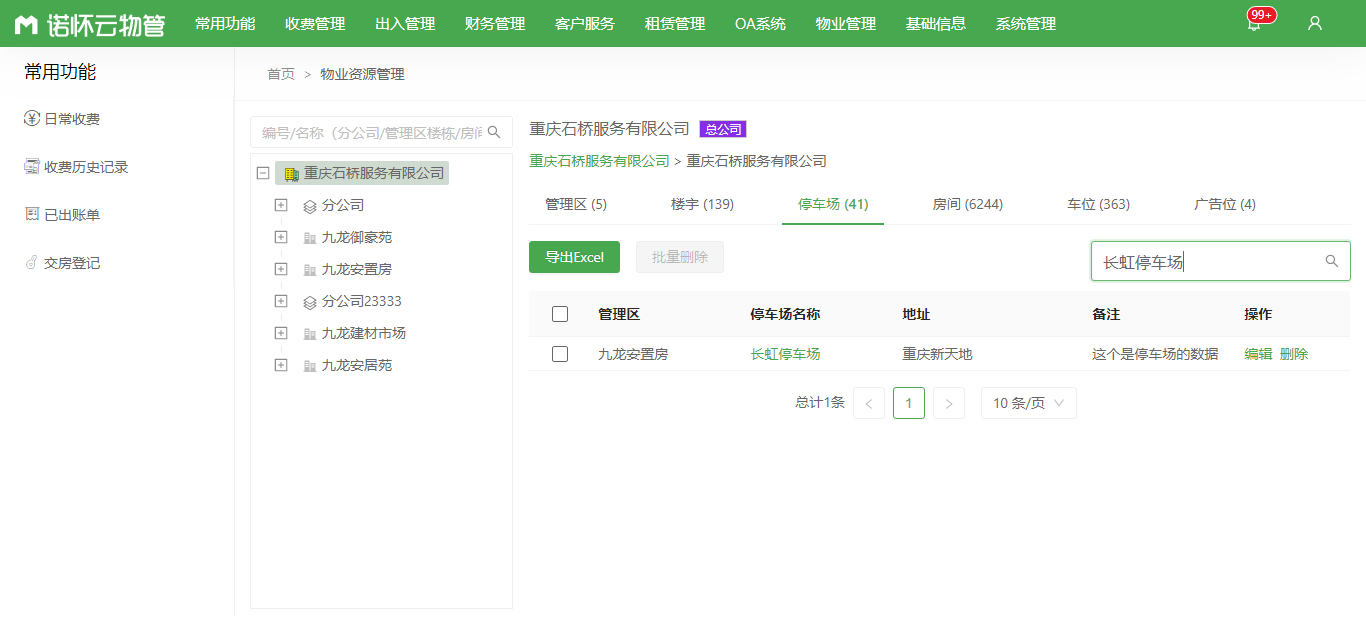 诺怀云物管 常用功能 收费管理 出入管理 财务管理 客户服务 租赁管理 OA系统 物业管理 基础信息 系统管理 99+
常用功能
日常收费
收费历史记录
已出账单
交房登记
首页 > 物业资源管理
编号/名称（分公司/管理区楼栋/房间
重庆石桥服务有限公司
分公司
九龙御豪苑
九龙安置房
分公司23333
九龙建材市场
九龙安居苑
重庆石桥服务有限公司 总公司
重庆石桥服务有限公司 > 重庆石桥服务有限公司
管理区 (5) 楼宇 (139) 停车场 (41) 房间 (6244) 车位 (363) 广告位 (4)
导出Excel 批量删除 长虹停车场
管理区 停车场名称 地址 备注 操作
九龙安置房 长虹停车场 重庆新天地 这个是停车场的数据 编辑 删除
总计1条 < 1 > 10 条/页